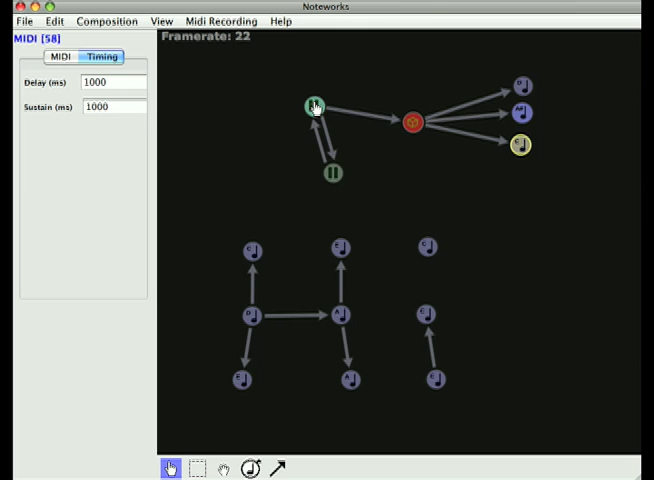 Noteworks
File Edit Composition View Midi Recording Help
MIDI [58]
Framerate: 22
MIDI Timing
Delay (ms) 1000
Sustain (ms) 1000
D
A#
C
E
C
D
A
C
E
A
C